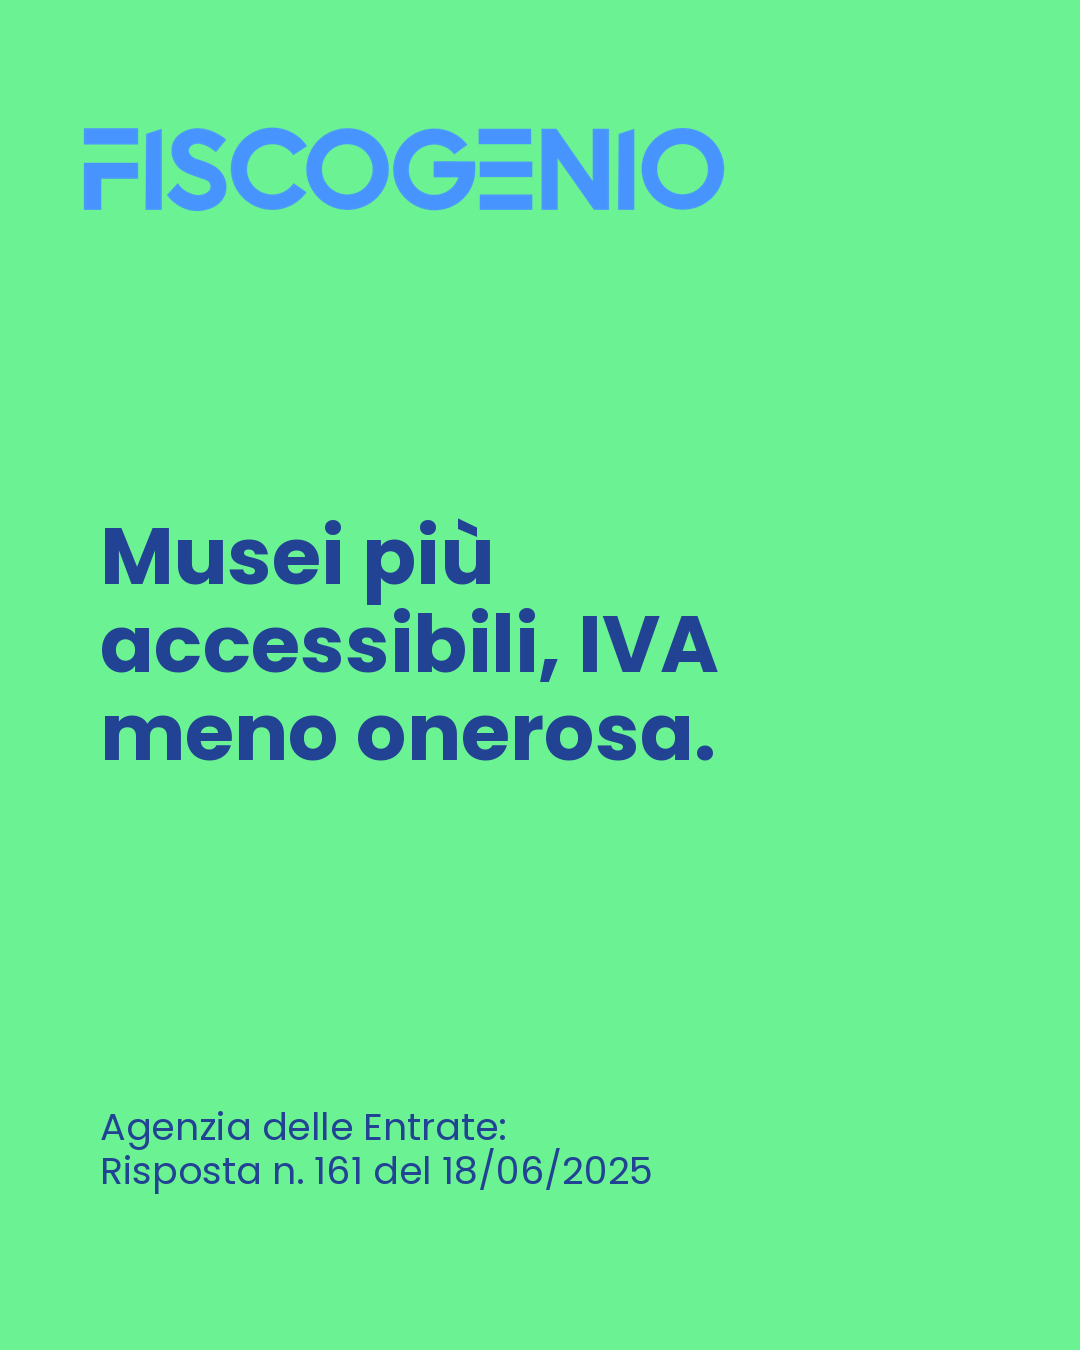 FISCOGENIO
Musei più
accessibili, IVA
meno onerosa.
Agenzia delle Entrate:
Risposta n. 161 del 18/06/2025